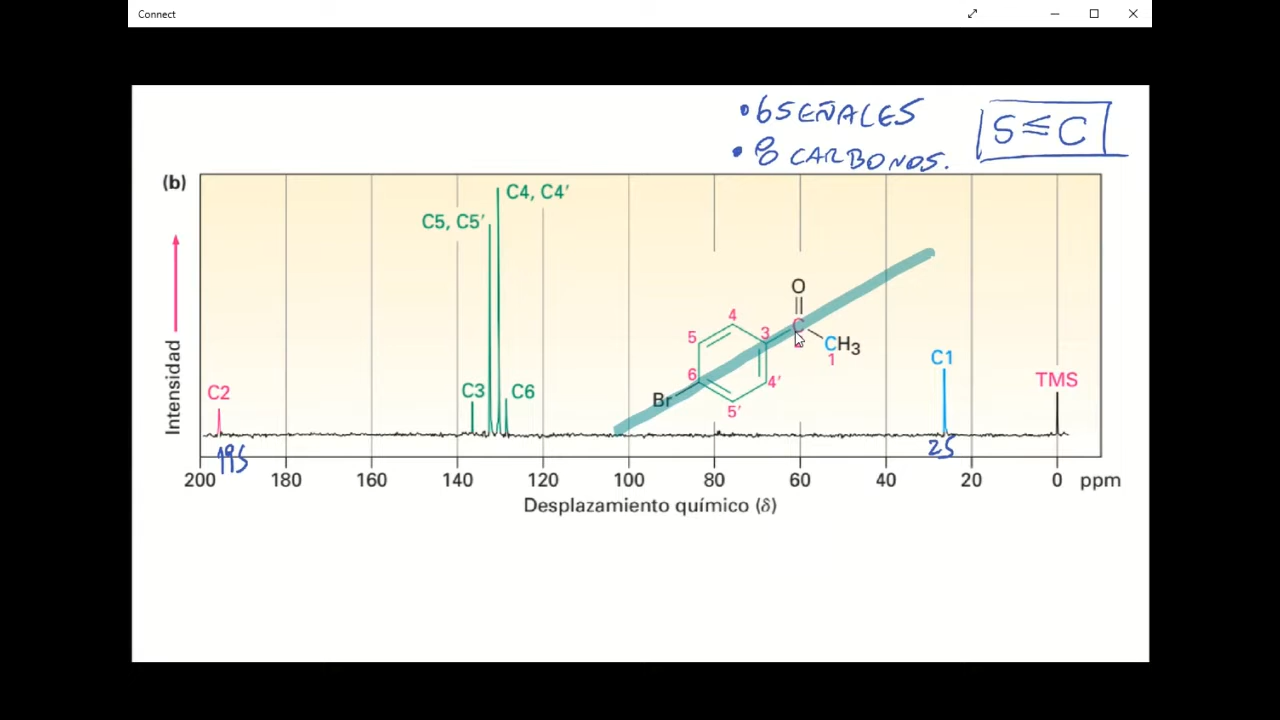 Connect
• 6 SEÑALES
• 8 CARBONOS.
S ≤ C
(b)
C4, C4′
C5, C5′
O
4
3
C
5
CH3
1
6
4′
Br
5′
C1
TMS
C2
C3
C6
Intensidad
195
25
200 180 160 140 120 100 80 60 40 20 0 ppm
Desplazamiento químico (δ)